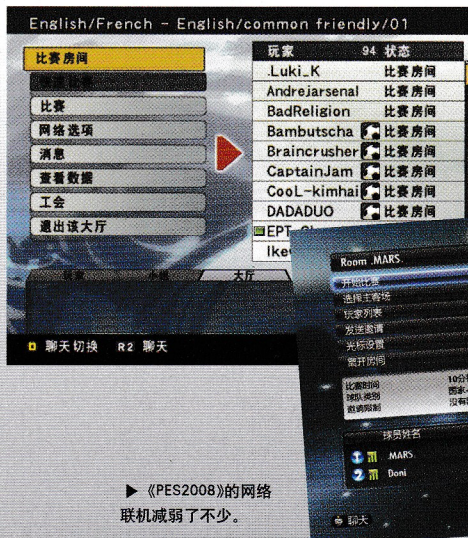 English/French - English/common friendly/01
比赛房间
比赛
网络选项
消息
查看数据
工会
退出该大厅
玩家 94 状态
.Luki_K 比赛房间
Andrejarsenal 比赛房间
BadReligion 比赛房间
Bambutscha 比赛房间
Braincrusher 比赛房间
CaptainJam 比赛房间
CooL-kimhai 比赛房间
DADADUO 比赛房间
大厅
聊天切换 R2 聊天
Room .MARS.
开始比赛
选择主客场
玩家列表
发送邀请
光标设置
离开房间
比赛时间
球队类别
邀请限制
球员姓名
.MARS.
Doni
聊天
▶《PES2008》的网络
联机减弱了不少。